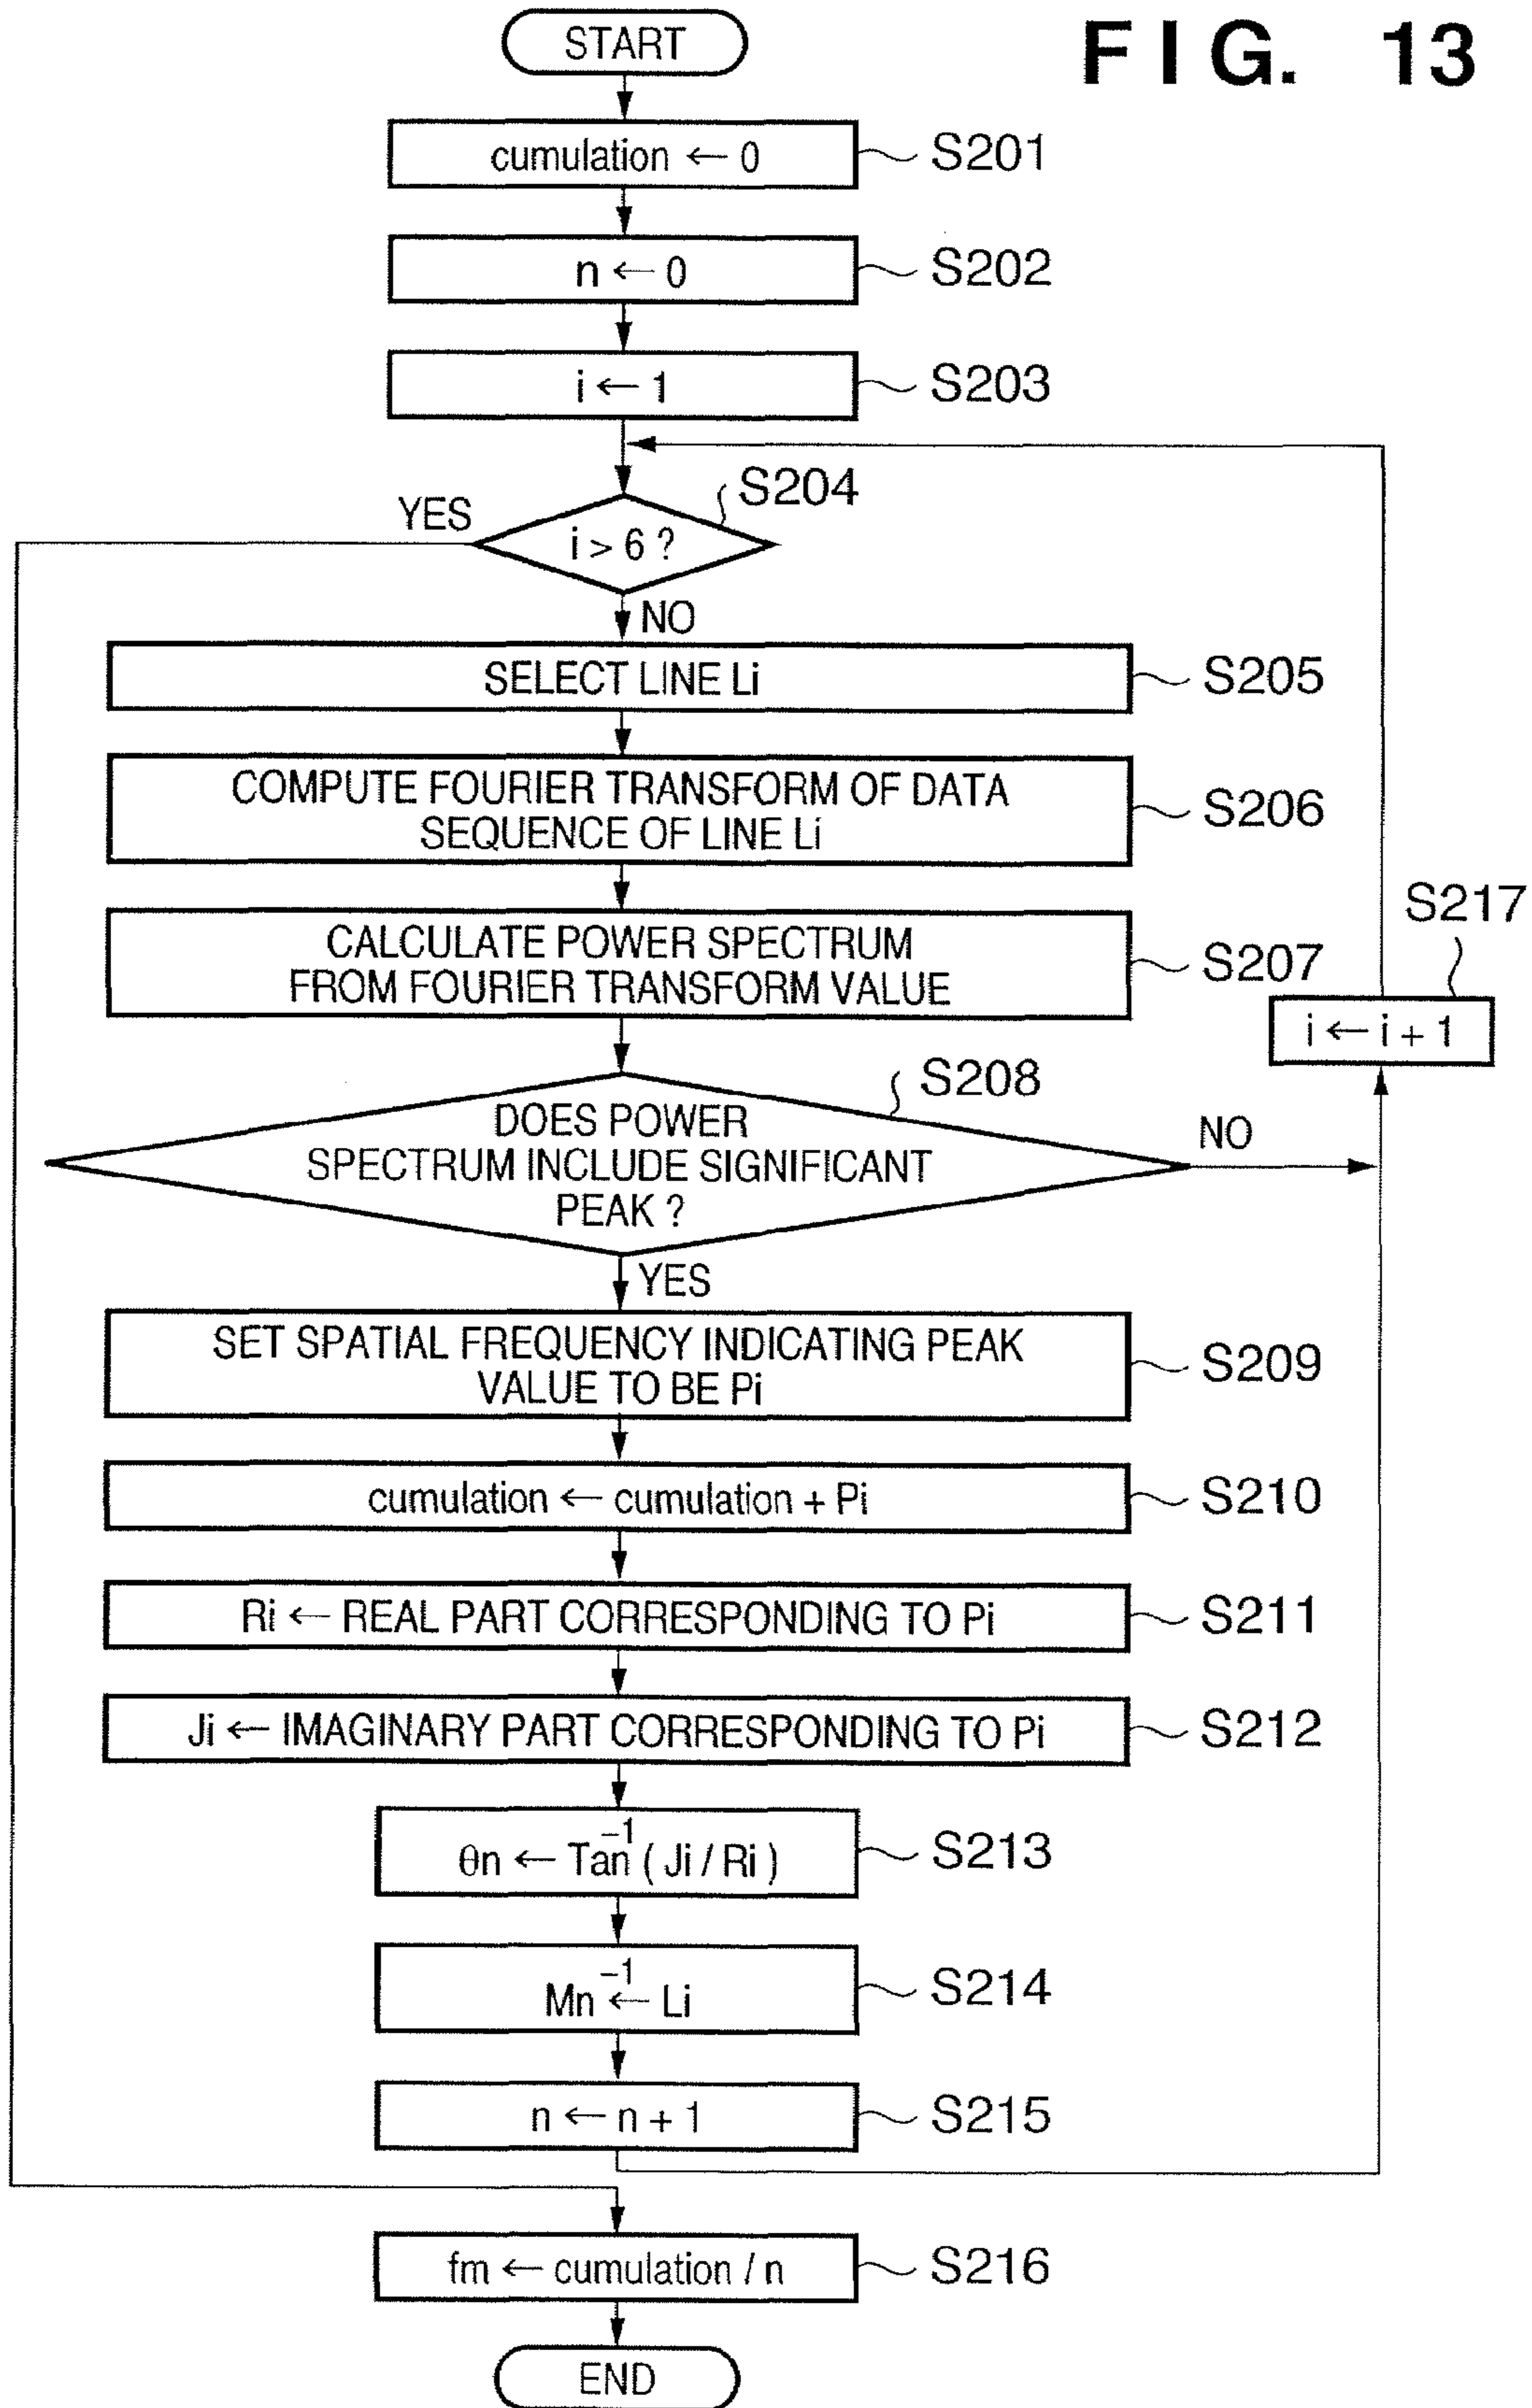 FIG. 13
START
cumulation ← 0
S201
n ← 0
S202
i ← 1
S203
S204
YES
i > 6 ?
NO
SELECT LINE Li
S205
COMPUTE FOURIER TRANSFORM OF DATA
SEQUENCE OF LINE Li
S206
CALCULATE POWER SPECTRUM
FROM FOURIER TRANSFORM VALUE
S207
S217
i ← i + 1
S208
DOES POWER
SPECTRUM INCLUDE SIGNIFICANT
PEAK ?
NO
YES
SET SPATIAL FREQUENCY INDICATING PEAK
VALUE TO BE Pi
S209
cumulation ← cumulation + Pi
S210
Ri ← REAL PART CORRESPONDING TO Pi
S211
Ji ← IMAGINARY PART CORRESPONDING TO Pi
S212
θn ← Tan⁻¹ ( Ji / Ri )
S213
-1
Mn ← Li
S214
n ← n + 1
S215
fm ← cumulation / n
S216
END